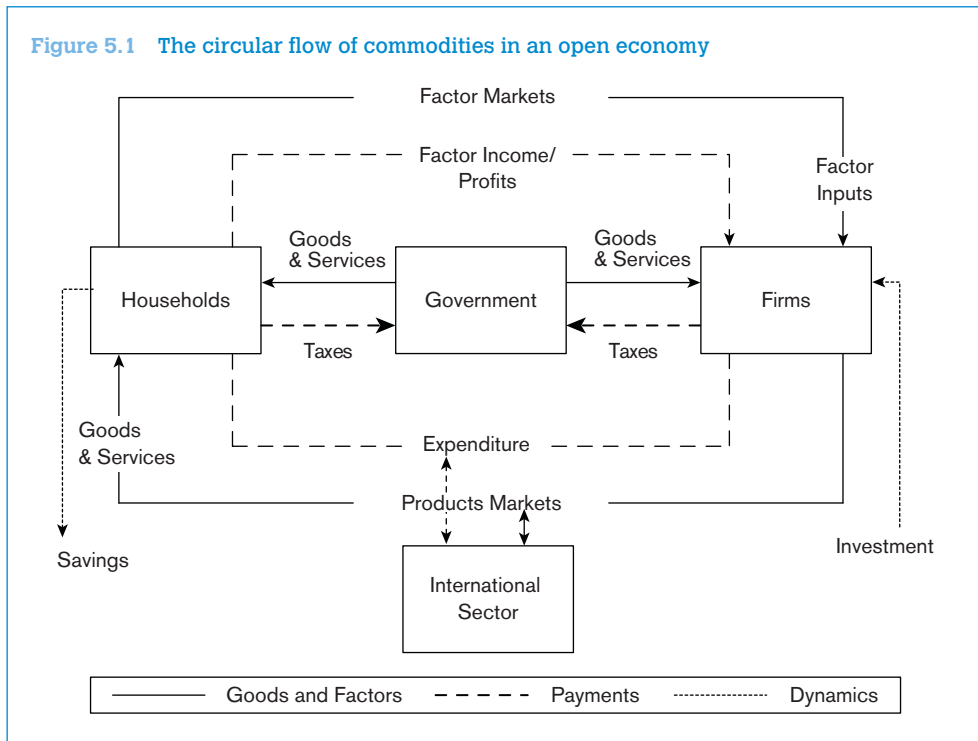 Figure 5.1 The circular flow of commodities in an open economy
Factor Markets
Factor Income/
Profits
Factor
Inputs
Goods
& Services
Goods
& Services
Households
Government
Firms
Taxes
Taxes
Goods
& Services
Expenditure
Products Markets
Savings
Investment
International
Sector
Goods and Factors
Payments
Dynamics